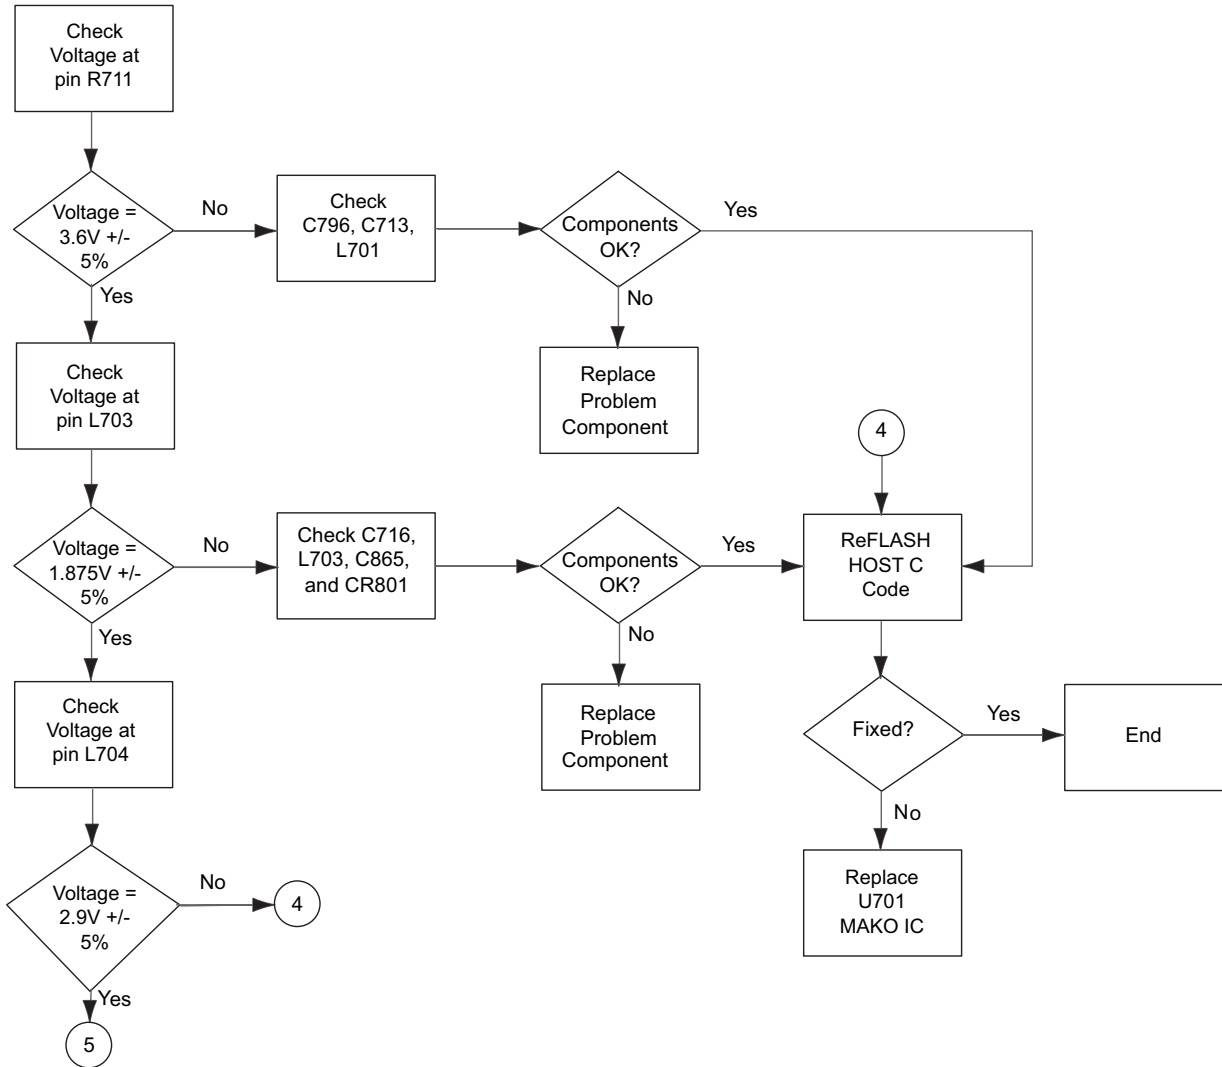 Check
Voltage at
pin R711
Voltage =
3.6V +/-
5%
No
Check
C796, C713,
L701
Components
OK?
Yes
No
Replace
Problem
Component
Yes
Check
Voltage at
pin L703
Voltage =
1.875V +/-
5%
No
Check C716,
L703, C865,
and CR801
Components
OK?
Yes
No
Replace
Problem
Component
4
ReFLASH
HOST C
Code
Fixed?
Yes
End
No
Replace
U701
MAKO IC
Yes
Check
Voltage at
pin L704
Voltage =
2.9V +/-
5%
No
4
Yes
5